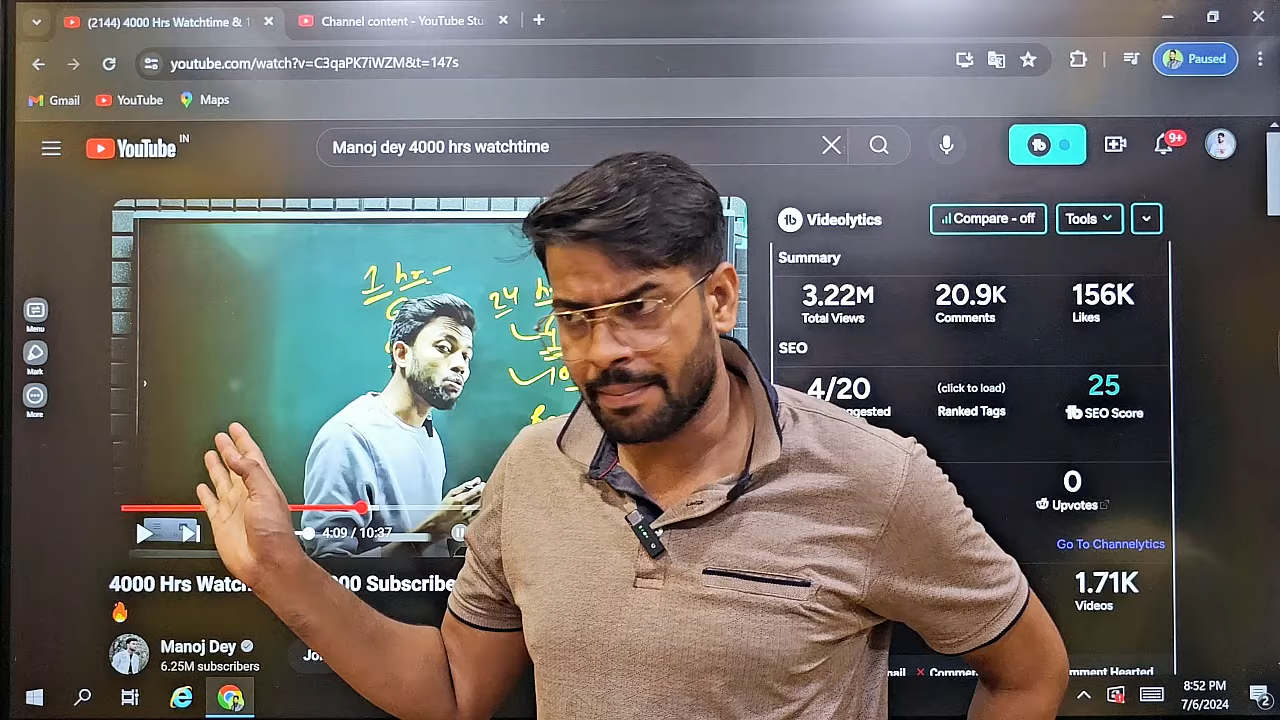 (2144) 4000 Hrs Watchtime & 1
Channel content - YouTube Stu
youtube.com/watch?v=C3qaPK7iWZM&t=147s
Paused
Gmail
YouTube
Maps
YouTube IN
Manoj dey 4000 hrs watchtime
9+
Videolytics
Compare - off
Tools
Summary
3.22M
Total Views
20.9K
Comments
156K
Likes
SEO
4/20
(click to load)
Ranked Tags
25
SEO Score
0
Upvotes
Go To Channelytics
1.71K
Videos
Menu
Mark
More
1 hr -
24
4:09 / 10:37
4000 Hrs
Manoj Dey
6.25M subscribers
8:52 PM
7/6/2024
2